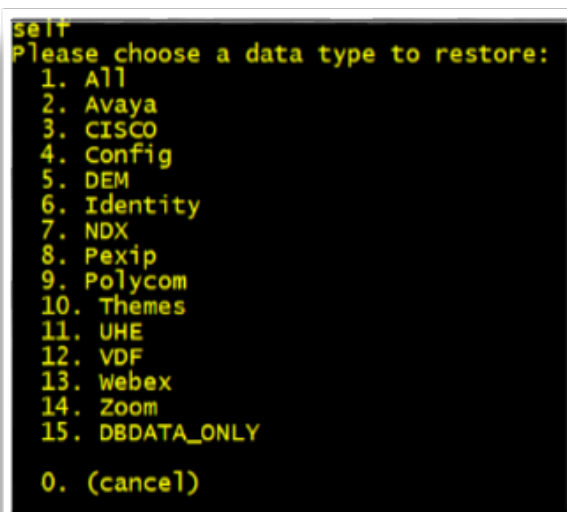 self
Please choose a data type to restore:
1. All
2. Avaya
3. CISCO
4. Config
5. DEM
6. Identity
7. NDX
8. Pexip
9. Polycom
10. Themes
11. UHE
12. VDF
13. Webex
14. Zoom
15. DBDATA_ONLY
0. (cancel)